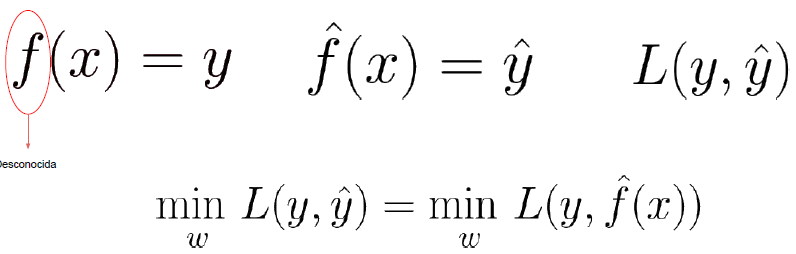 f(x) = y    f̂(x) = ŷ    L(y, ŷ)
Desconocida
min_w L(y, ŷ) = min_w L(y, f̂(x))